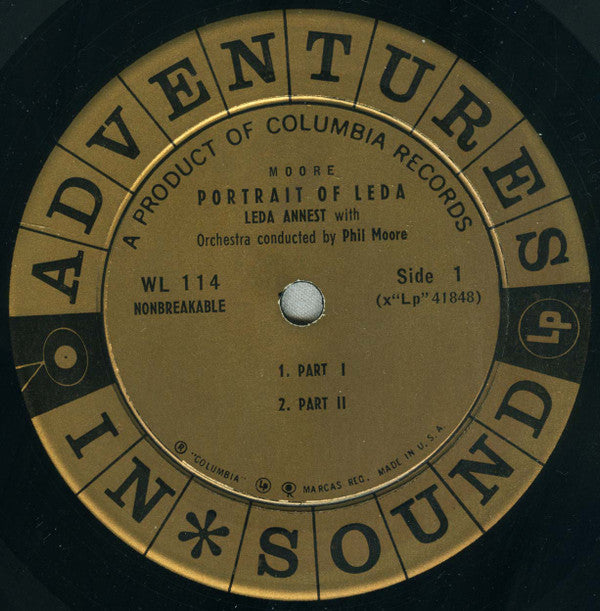 ADVENTURES
IN * SOUND
Lp
A PRODUCT OF COLUMBIA RECORDS
MOORE
PORTRAIT OF LEDA
LEDA ANNEST with
Orchestra conducted by Phil Moore
WL 114
NONBREAKABLE
Side 1
(x"Lp" 41848)
1. PART I
2. PART II
® "COLUMBIA" Lp MARCAS REG. MADE IN U.S.A.